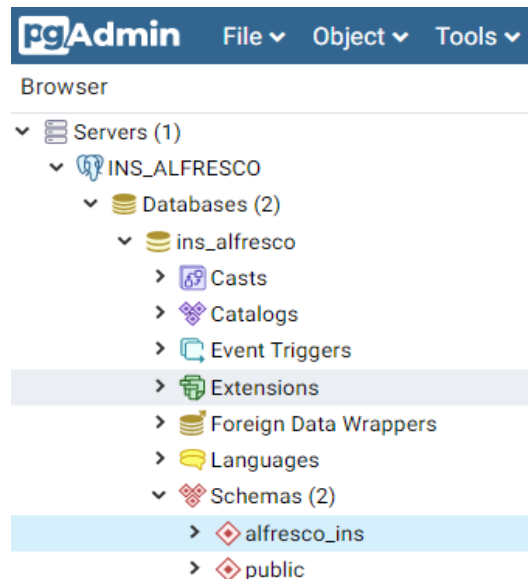 pgAdmin File Object Tools
Browser
Servers (1)
INS_ALFRESCO
Databases (2)
ins_alfresco
Casts
Catalogs
Event Triggers
Extensions
Foreign Data Wrappers
Languages
Schemas (2)
alfresco_ins
public